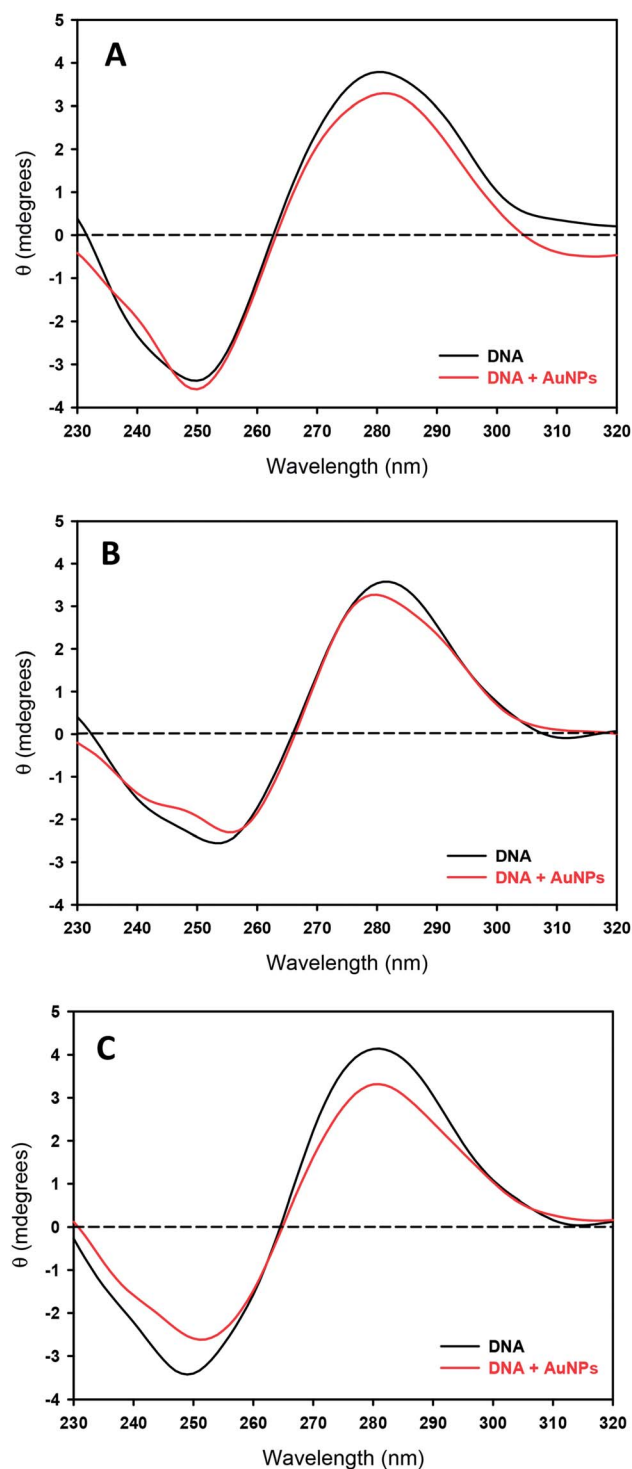 A
5
4
3
2
1
0
-1
-2
-3
-4
θ (mdegrees)
DNA
DNA + AuNPs
230 240 250 260 270 280 290 300 310 320
Wavelength (nm)
B
5
4
3
2
1
0
-1
-2
-3
-4
θ (mdegrees)
DNA
DNA + AuNPs
230 240 250 260 270 280 290 300 310 320
Wavelength (nm)
C
5
4
3
2
1
0
-1
-2
-3
-4
θ (mdegrees)
DNA
DNA + AuNPs
230 240 250 260 270 280 290 300 310 320
Wavelength (nm)